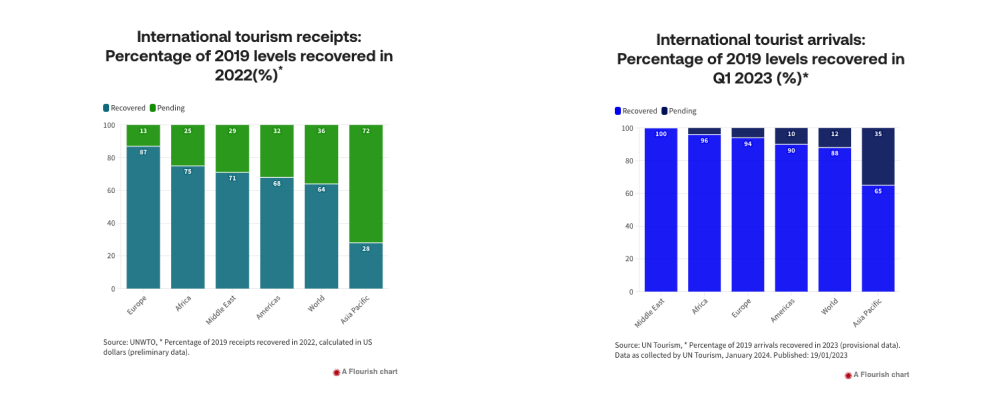 International tourism receipts:
Percentage of 2019 levels recovered in
2022(%)*
Recovered Pending
100
80
60
40
20
0
13 25 29 32 36 72
87 75 71 68 64 28
Europe Africa Middle East Americas World Asia Pacific
Source: UNWTO, * Percentage of 2019 receipts recovered in 2022, calculated in US
dollars (preliminary data).
A Flourish chart
International tourist arrivals:
Percentage of 2019 levels recovered in
Q1 2023 (%)*
Recovered Pending
100
80
60
40
20
0
10 12 35
100 96 94 90 88 65
Middle East Africa Europe Americas World Asia Pacific
Source: UN Tourism, * Percentage of 2019 arrivals recovered in 2023 (provisional data).
Data as collected by UN Tourism, January 2024. Published: 19/01/2023
A Flourish chart